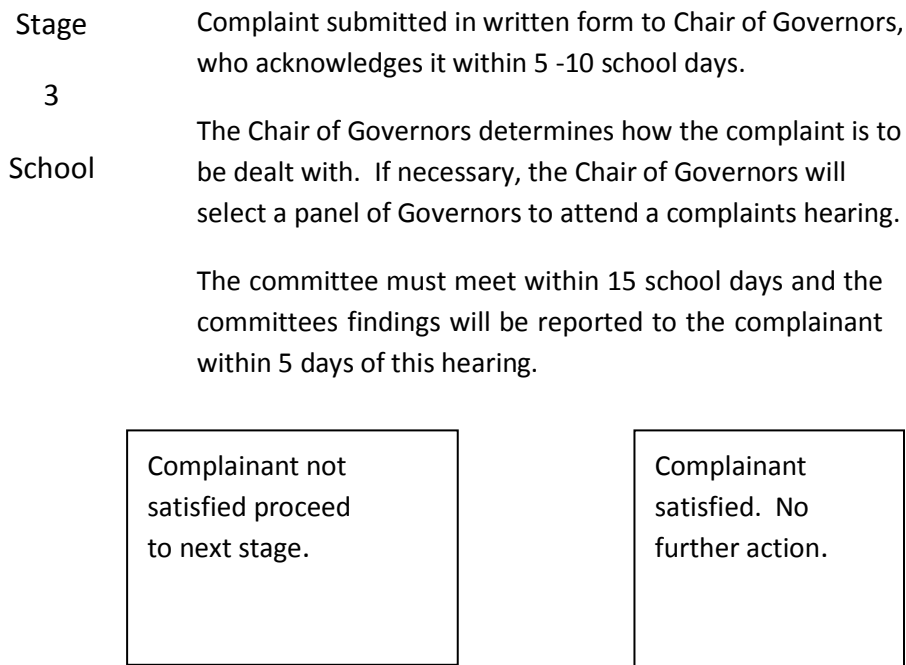 Stage
3
School
Complaint submitted in written form to Chair of Governors,
who acknowledges it within 5 -10 school days.
The Chair of Governors determines how the complaint is to
be dealt with.  If necessary, the Chair of Governors will
select a panel of Governors to attend a complaints hearing.
The committee must meet within 15 school days and the
committees findings will be reported to the complainant
within 5 days of this hearing.
Complainant not
satisfied proceed
to next stage.
Complainant
satisfied.  No
further action.